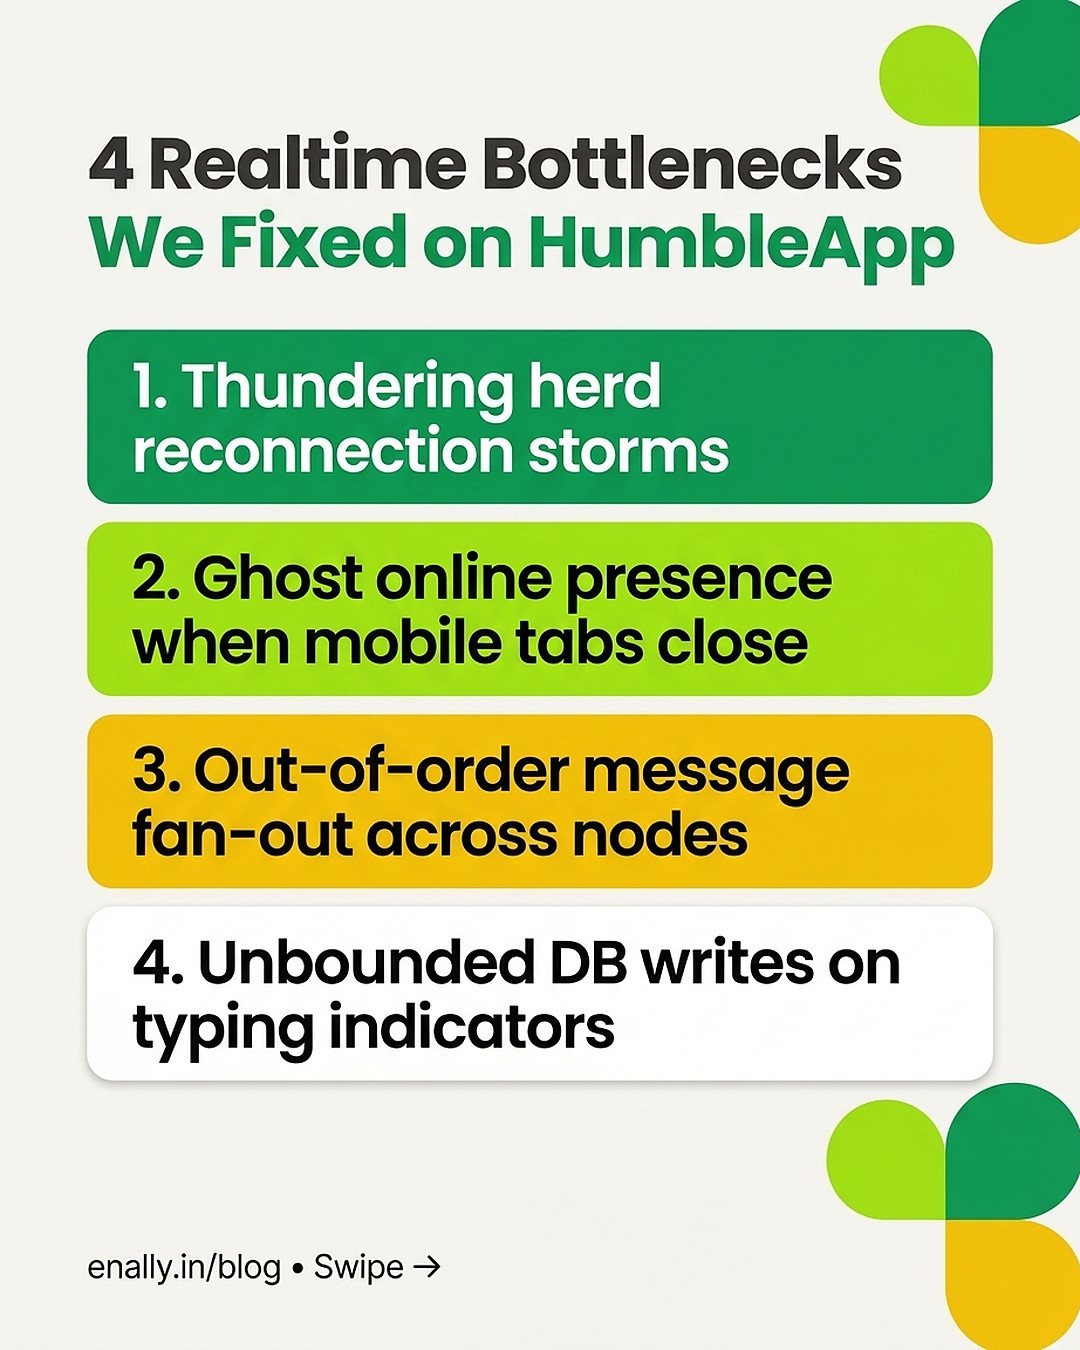 4 Realtime Bottlenecks
We Fixed on HumbleApp
1. Thundering herd
reconnection storms
2. Ghost online presence
when mobile tabs close
3. Out-of-order message
fan-out across nodes
4. Unbounded DB writes on
typing indicators
enally.in/blog • Swipe →